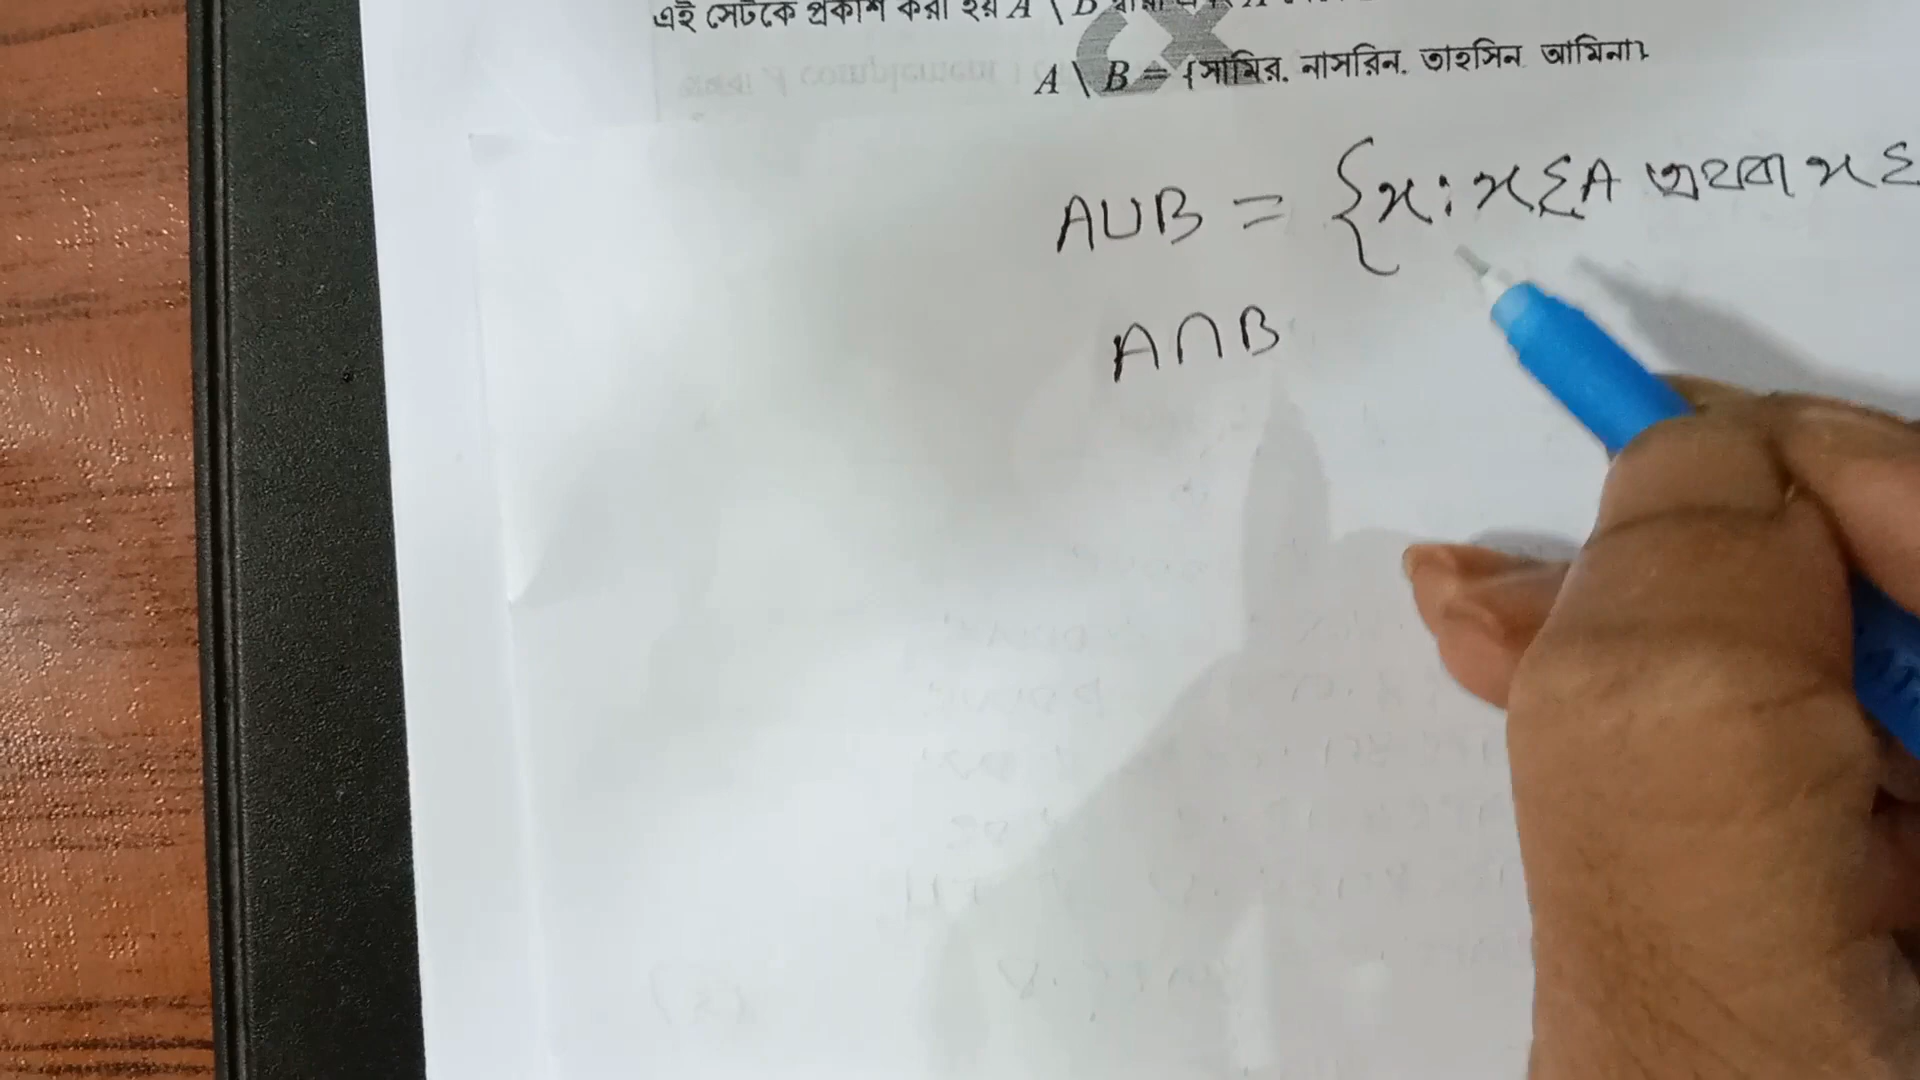 এই সেটকে প্রকাশ করা হয় A \ B দ্বারা
A \ B = {সামির, নাসরিন, তাহসিন, আমিনা}
A∪B = {x : x∈A অথবা x∈
A∩B